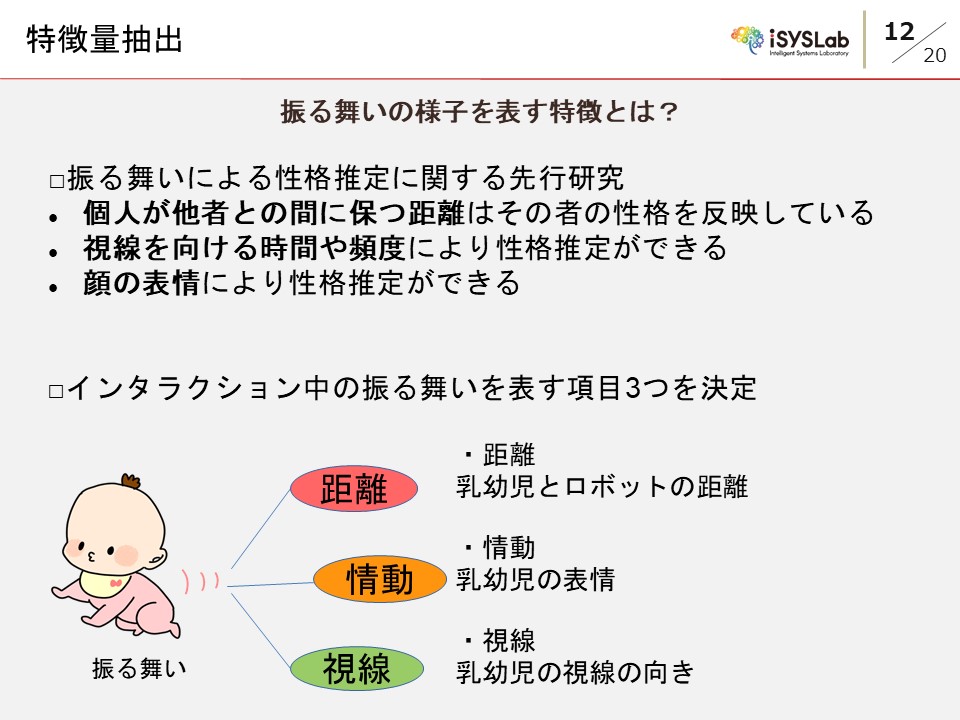 特徴量抽出
iSYSLab
Intelligent Systems Laboratory
12
20
振る舞いの様子を表す特徴とは？
□振る舞いによる性格推定に関する先行研究
● 個人が他者との間に保つ距離はその者の性格を反映している
● 視線を向ける時間や頻度により性格推定ができる
● 顔の表情により性格推定ができる
□インタラクション中の振る舞いを表す項目3つを決定
距離
・距離
乳幼児とロボットの距離
情動
・情動
乳幼児の表情
視線
・視線
乳幼児の視線の向き
振る舞い